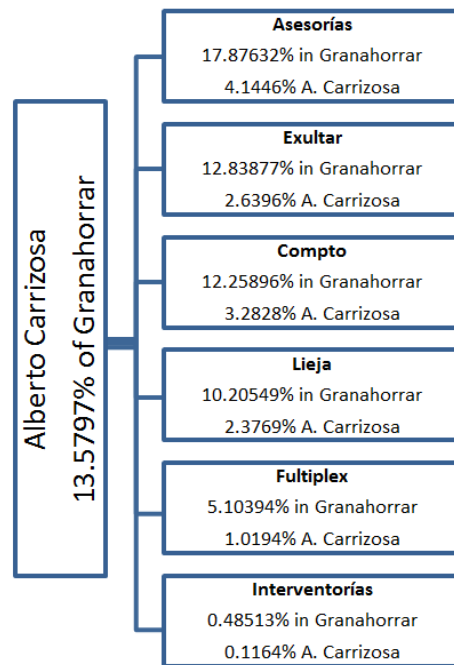 Alberto Carrizosa
13.5797% of Granahorrar
Asesorías
17.87632% in Granahorrar
4.1446% A. Carrizosa
Exultar
12.83877% in Granahorrar
2.6396% A. Carrizosa
Compto
12.25896% in Granahorrar
3.2828% A. Carrizosa
Lieja
10.20549% in Granahorrar
2.3769% A. Carrizosa
Fultiplex
5.10394% in Granahorrar
1.0194% A. Carrizosa
Interventorías
0.48513% in Granahorrar
0.1164% A. Carrizosa